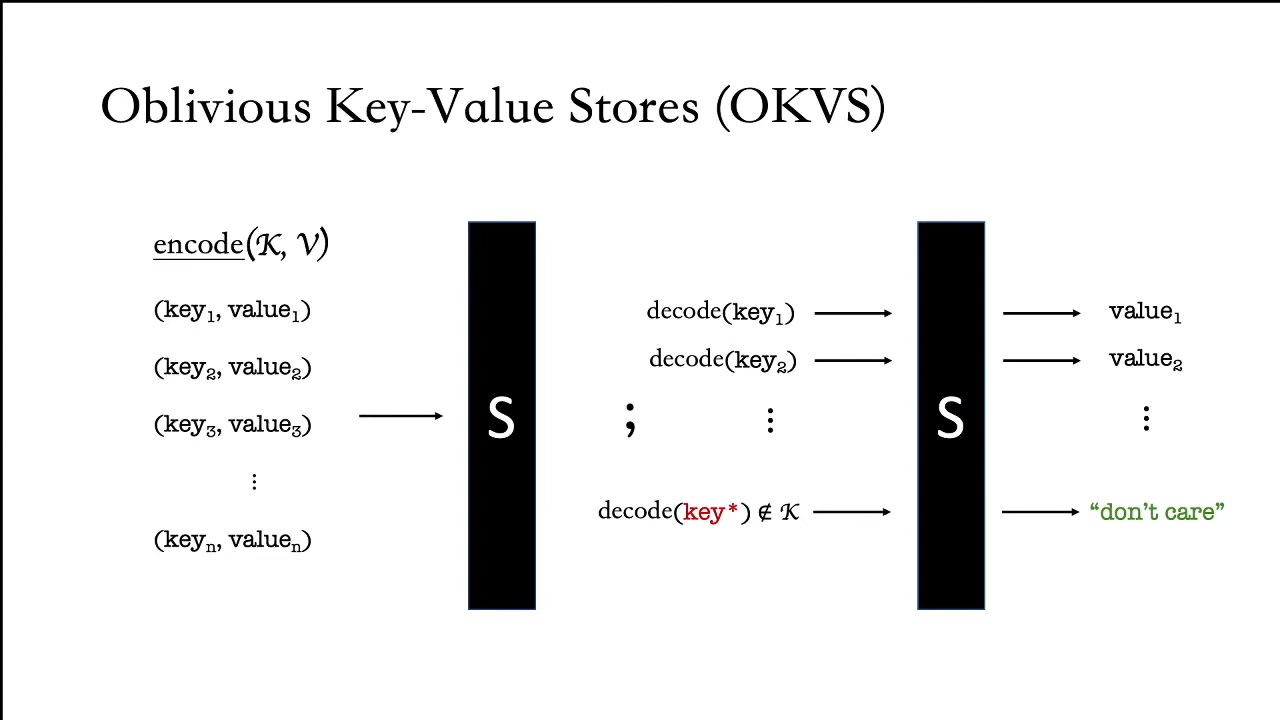 Oblivious Key-Value Stores (OKVS)
encode(𝒦, 𝒱)
(key₁, value₁)
(key₂, value₂)
(key₃, value₃)
⋮
(keyₙ, valueₙ)
S
;
decode(key₁)
decode(key₂)
⋮
decode(key*) ∉ 𝒦
S
value₁
value₂
⋮
“don’t care”